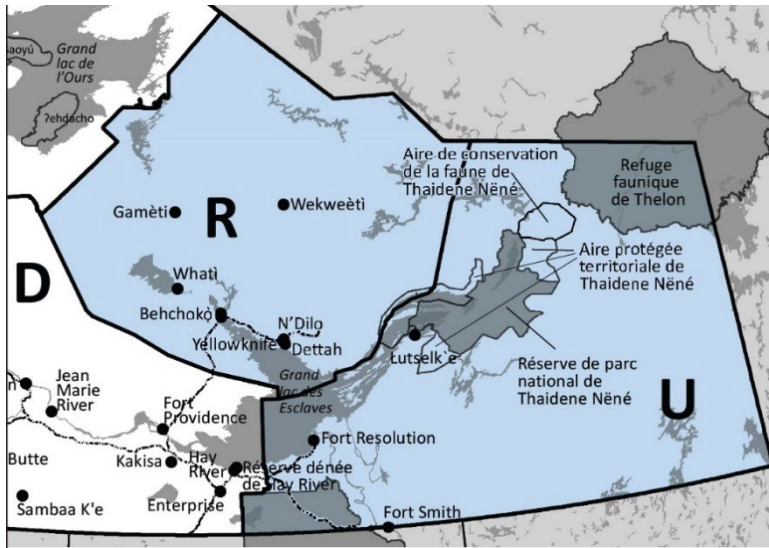 Saoyú
Grand
lac de
l'Ours
Ɂehdacho
Aire de conservation
de la faune de
Thaidene Nëné
Refuge
faunique
de Thelon
Gamètì
R
Wekweètì
Aire protégée
territoriale de
Thaidene Nëné
D
Whatì
Behchokǫ̀
N'Dilo
Yellowknife
Dettah
Łutselk`e
Grand
lac des
Esclaves
Réserve de parc
national de
Thaidene Nëné
U
Jean
Marie
River
Fort
Providence
Fort Resolution
Butte
Kakisa
Hay
River
Réserve dénée
de Hay River
Sambaa K'e
Enterprise
Fort Smith